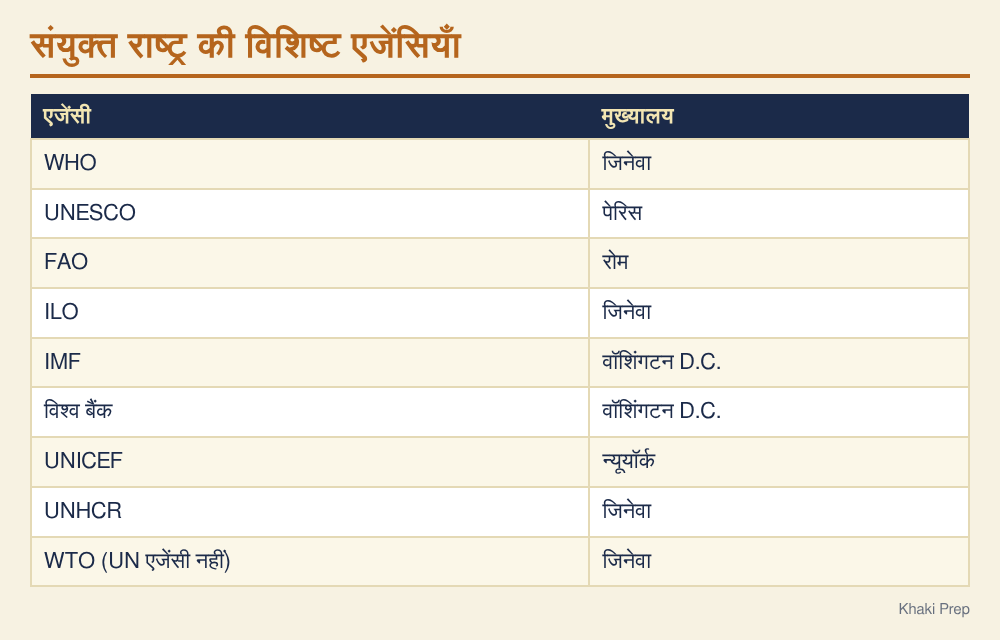 संयुक्त राष्ट्र की विशिष्ट एजेंसियाँ
एजेंसी मुख्यालय
WHO जिनेवा
UNESCO पेरिस
FAO रोम
ILO जिनेवा
IMF वॉशिंगटन D.C.
विश्व बैंक वॉशिंगटन D.C.
UNICEF न्यूयॉर्क
UNHCR जिनेवा
WTO (UN एजेंसी नहीं) जिनेवा
Khaki Prep